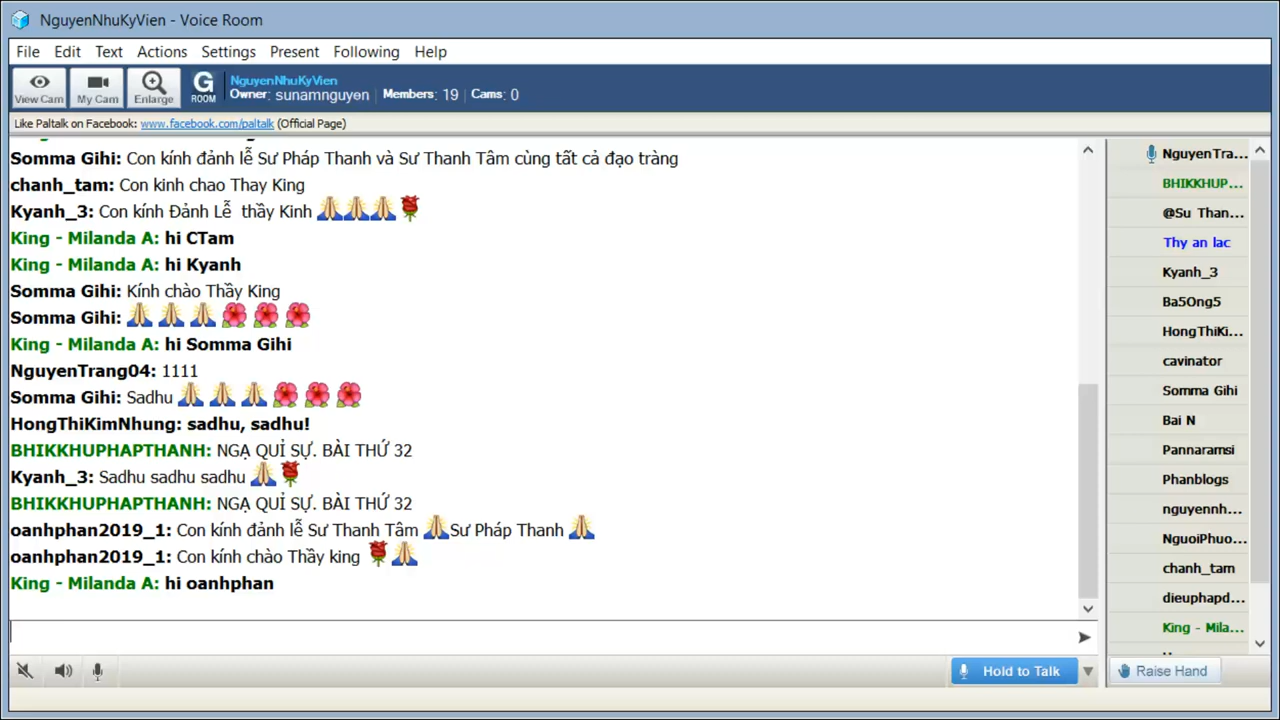 NguyenNhuKyVien - Voice Room
File Edit Text Actions Settings Present Following Help
View Cam My Cam Enlarge G ROOM
NguyenNhuKyVien
Owner: sunamnguyen Members: 19 Cams: 0
Like Paltalk on Facebook: www.facebook.com/paltalk (Official Page)
Somma Gihi: Con kính đảnh lễ Sư Pháp Thanh và Sư Thanh Tâm cùng tất cả đạo tràng
chanh_tam: Con kinh chao Thay King
Kyanh_3: Con kính Đảnh Lễ thầy Kinh
King - Milanda A: hi CTam
King - Milanda A: hi Kyanh
Somma Gihi: Kính chào Thầy King
Somma Gihi:
King - Milanda A: hi Somma Gihi
NguyenTrang04: 1111
Somma Gihi: Sadhu
HongThiKimNhung: sadhu, sadhu!
BHIKKHUPHAPTHANH: NGẠ QUỈ SỰ. BÀI THỨ 32
Kyanh_3: Sadhu sadhu sadhu
BHIKKHUPHAPTHANH: NGẠ QUỈ SỰ. BÀI THỨ 32
oanhphan2019_1: Con kính đảnh lễ Sư Thanh Tâm Sư Pháp Thanh
oanhphan2019_1: Con kính chào Thầy king
King - Milanda A: hi oanhphan
NguyenTra...
BHIKKHUP...
@Su Than...
Thy an lac
Kyanh_3
Ba5Ong5
HongThiKi...
cavinator
Somma Gihi
Bai N
Pannaramsi
Phanblogs
nguyennh...
NguoiPhuo...
chanh_tam
dieuphapd...
King - Mila...
Hold to Talk
Raise Hand